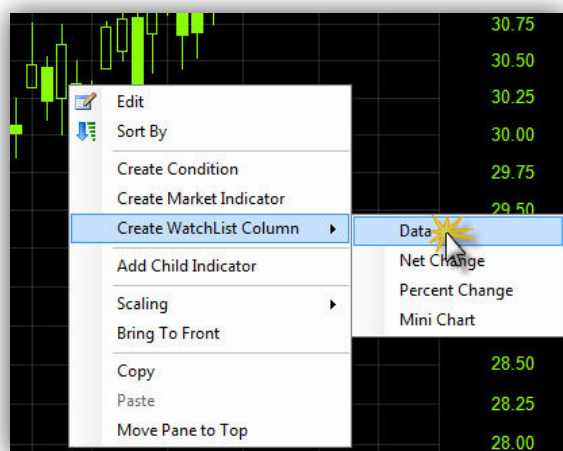 30.75
30.50
30.25
30.00
29.75
29.50
Edit
Sort By
Create Condition
Create Market Indicator
Create WatchList Column
Add Child Indicator
Scaling
Bring To Front
Copy
Paste
Move Pane to Top
Data
Net Change
Percent Change
Mini Chart
28.50
28.25
28.00